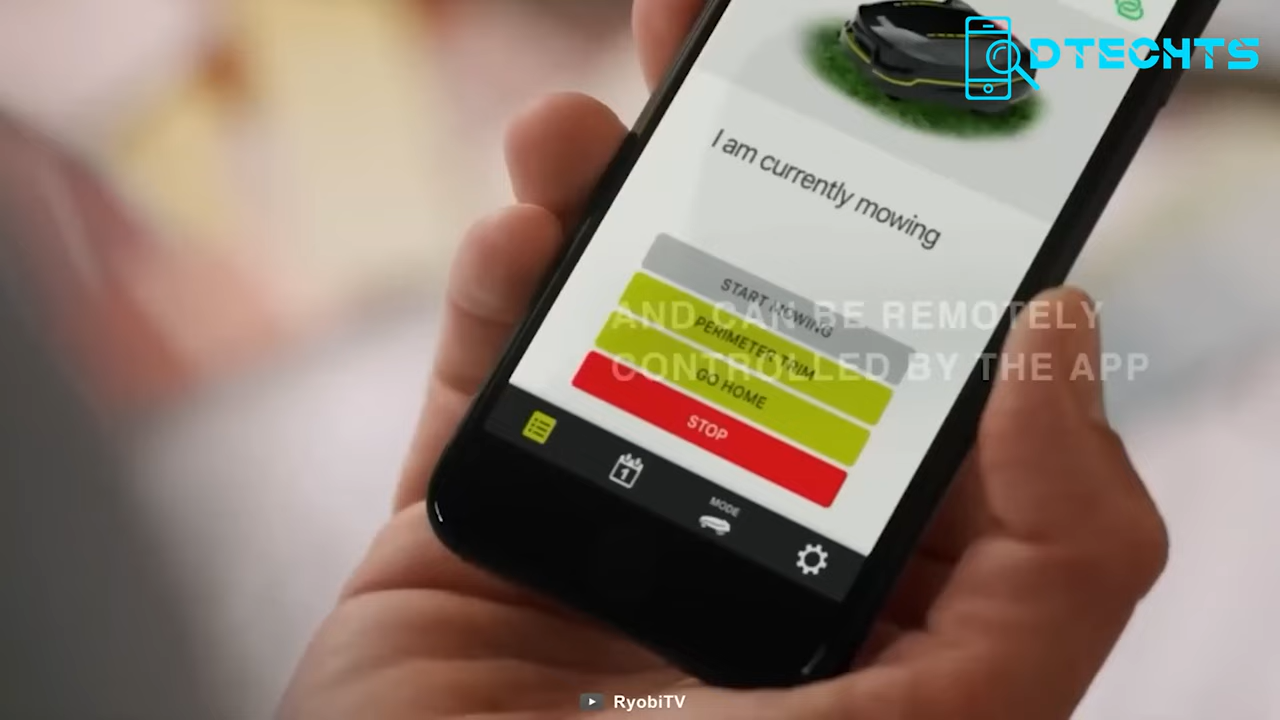 DTECHTS
I am currently mowing
START MOWING
PERIMETER TRIM
GO HOME
STOP
AND CAN BE REMOTELY
CONTROLLED BY THE APP
1
MODE
RyobiTV